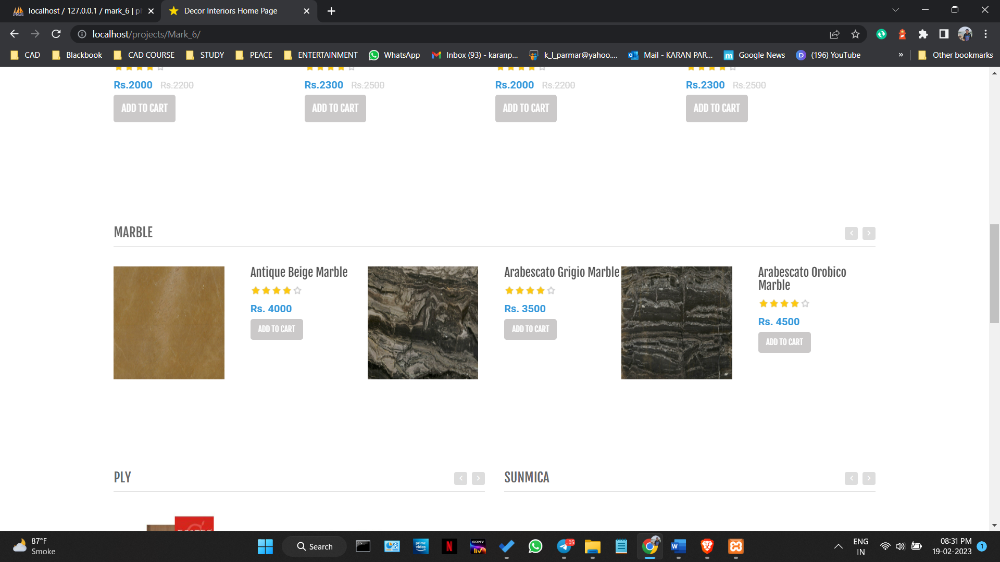 localhost / 127.0.0.1 / mark_6 | ph
Decor Interiors Home Page
localhost/projects/Mark_6/
CAD
Blackbook
CAD COURSE
STUDY
PEACE
ENTERTAINMENT
WhatsApp
Inbox (93) - karanp...
k_l_parmar@yahoo....
Mail - KARAN PAR...
Google News
(196) YouTube
»
Other bookmarks
Rs.2000 Rs.2200
Rs.2300 Rs.2500
Rs.2000 Rs.2200
Rs.2300 Rs.2500
ADD TO CART
ADD TO CART
ADD TO CART
ADD TO CART
MARBLE
Antique Beige Marble
Rs. 4000
ADD TO CART
Arabescato Grigio Marble
Rs. 3500
ADD TO CART
Arabescato Orobico
Marble
Rs. 4500
ADD TO CART
PLY
SUNMICA
87°F
Smoke
Search
prime
video
SONY
liv
.05
ENG
IN
08:31 PM
19-02-2023
1